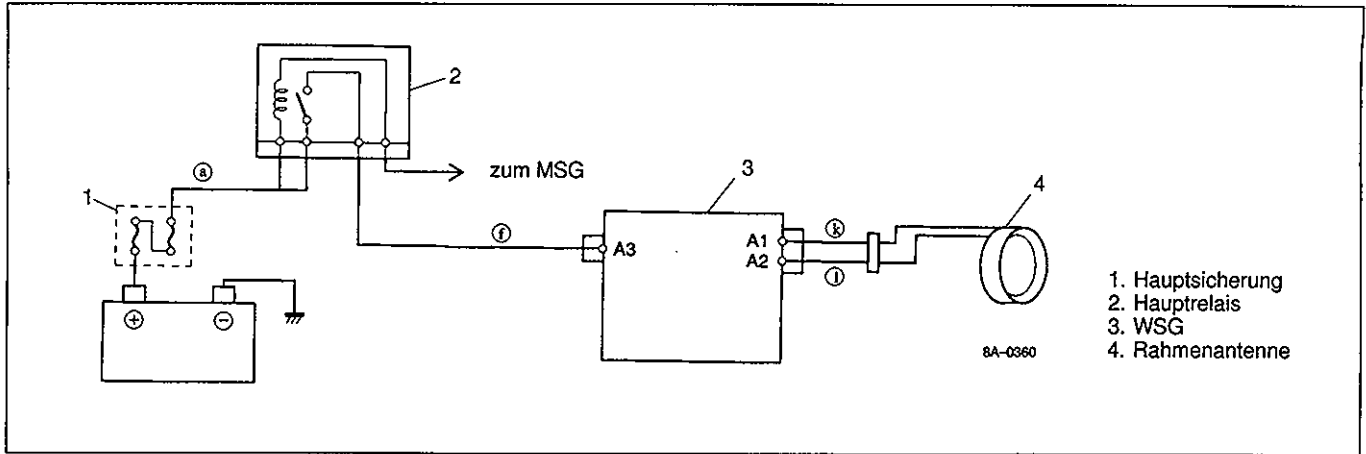 2
ⓐ
zum MSG
1
3
4
ⓕ
A3
A1
A2
ⓚ
ⓛ
⊕
⊖
8A–0360
1. Hauptsicherung
2. Hauptrelais
3. WSG
4. Rahmenantenne